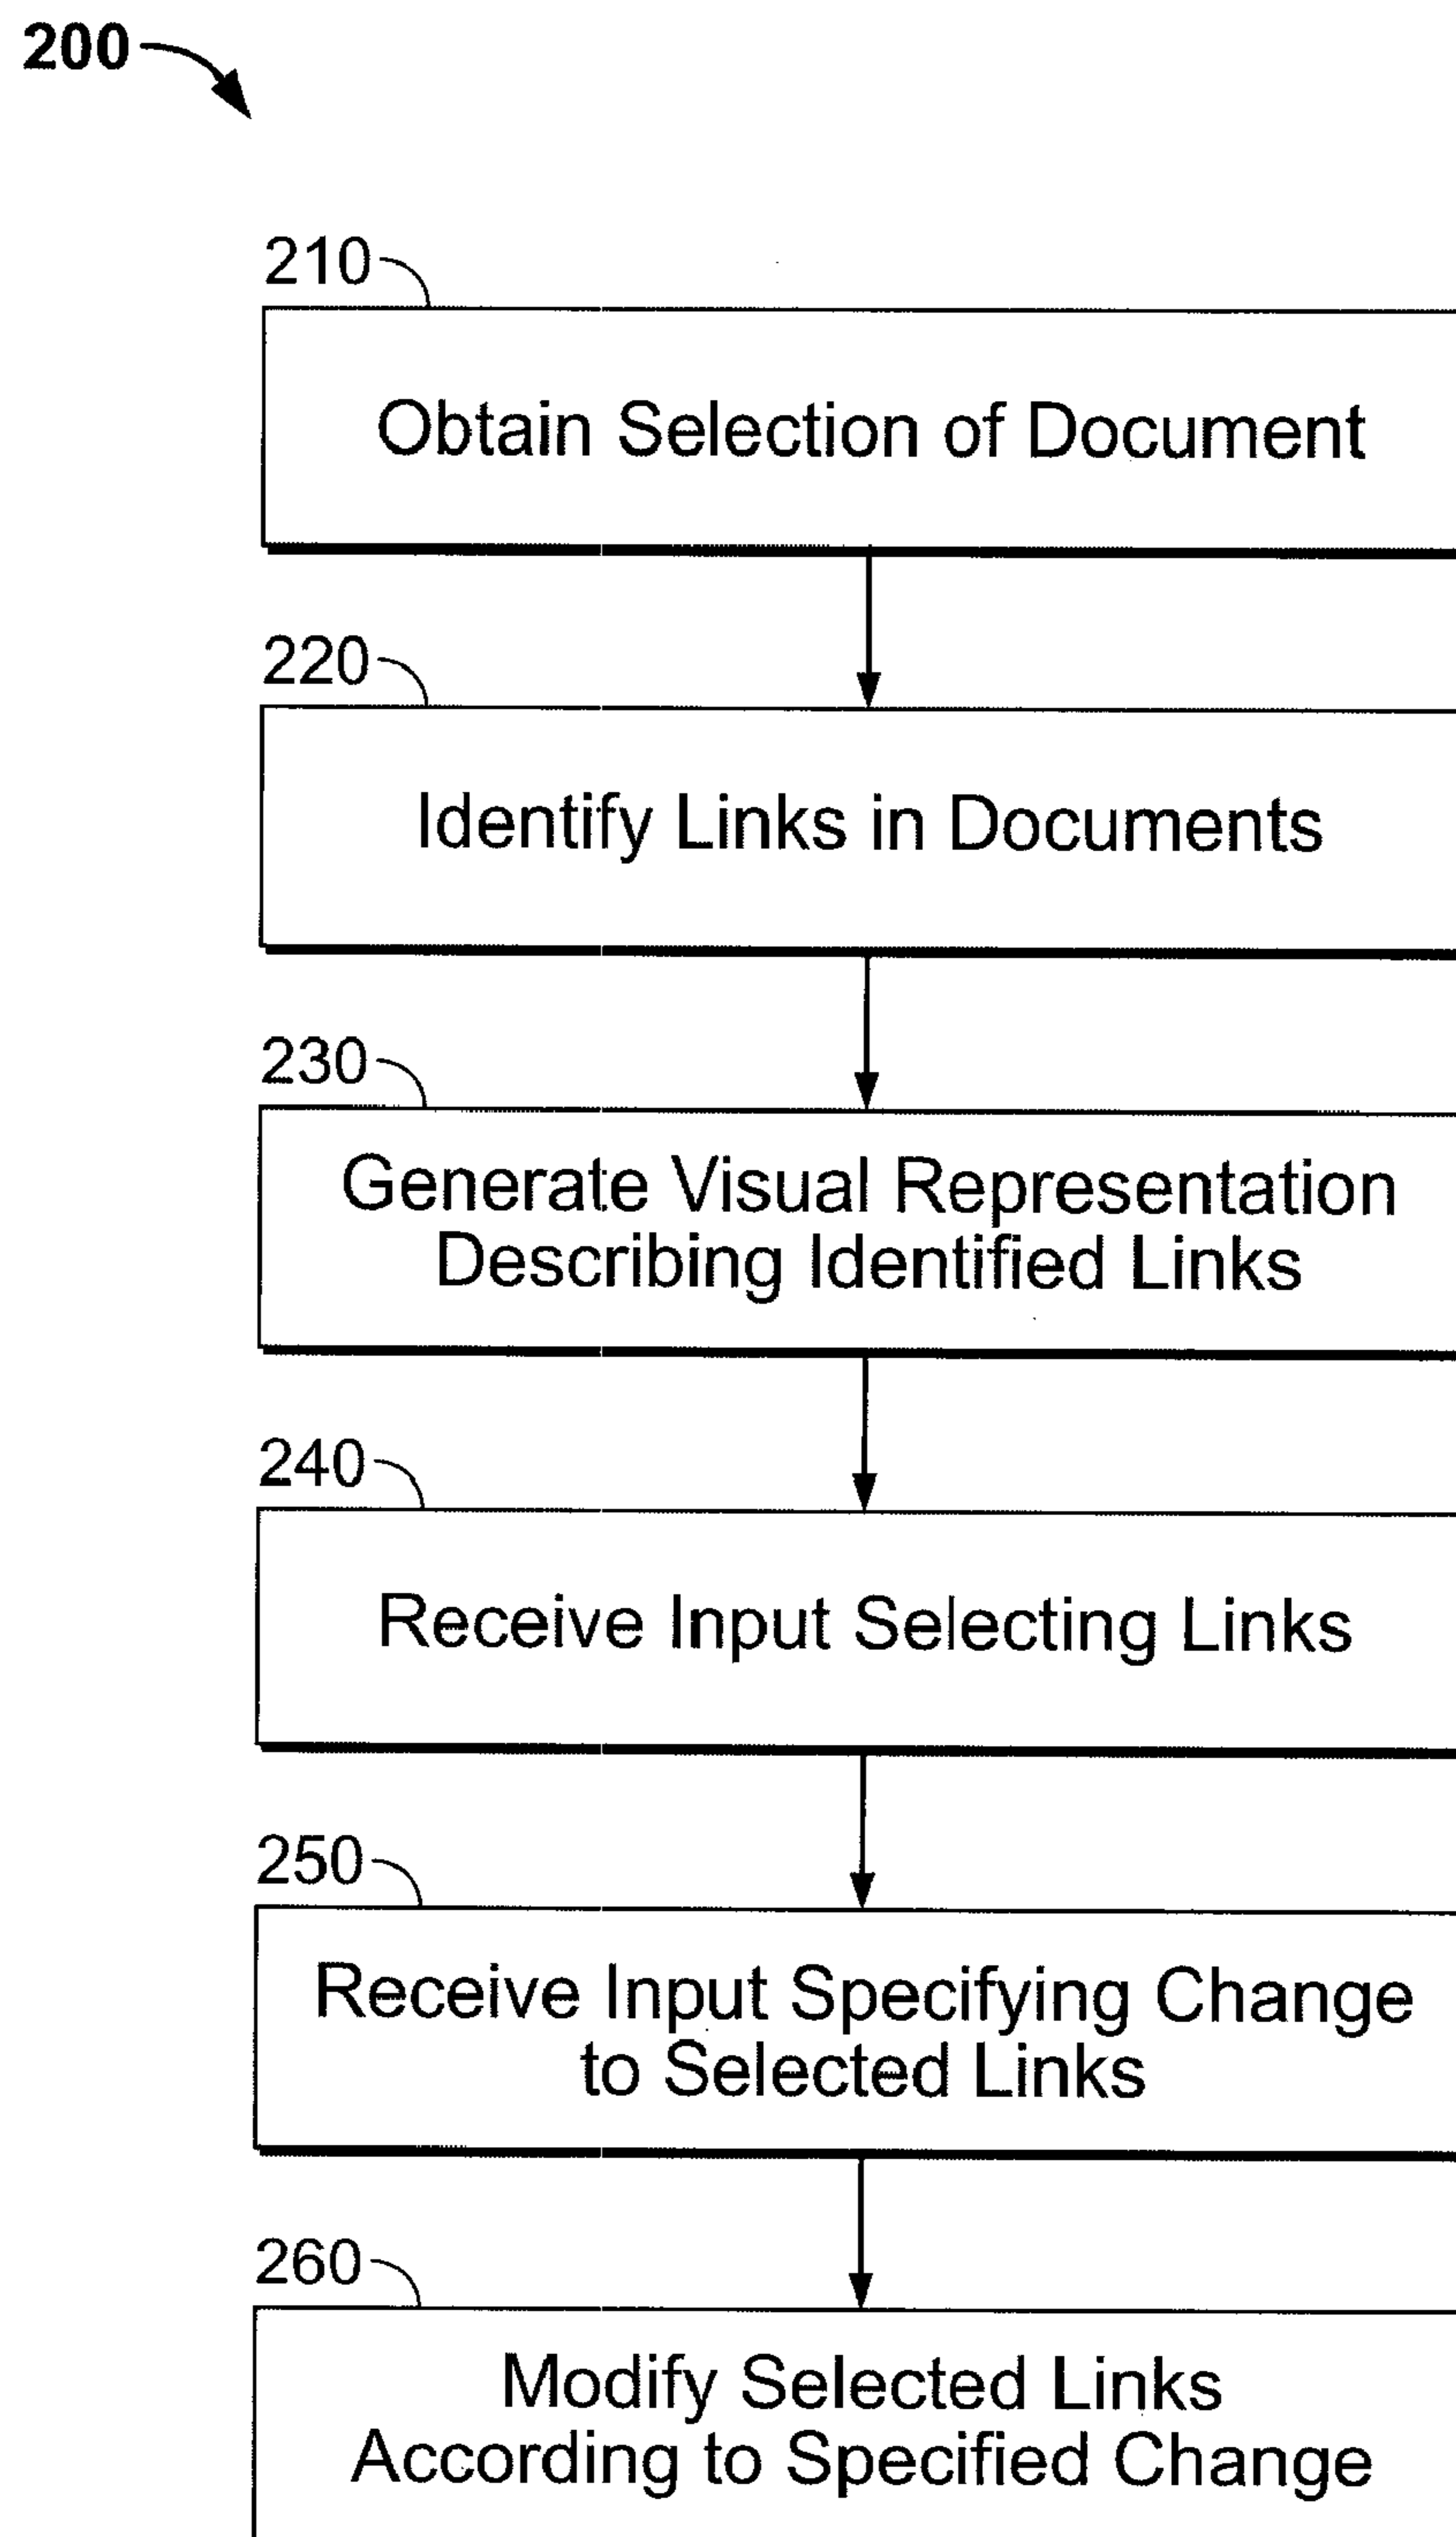 200
210
Obtain Selection of Document
220
Identify Links in Documents
230
Generate Visual Representation
Describing Identified Links
240
Receive Input Selecting Links
250
Receive Input Specifying Change
to Selected Links
260
Modify Selected Links
According to Specified Change